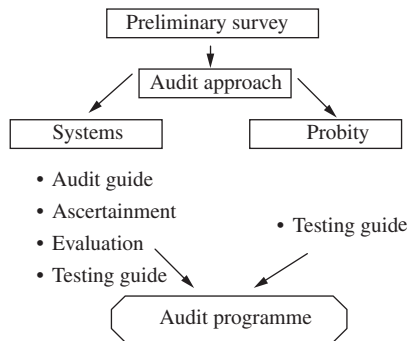 Preliminary survey
Audit approach
Systems
Probity
• Audit guide
• Ascertainment
• Evaluation
• Testing guide
• Testing guide
Audit programme